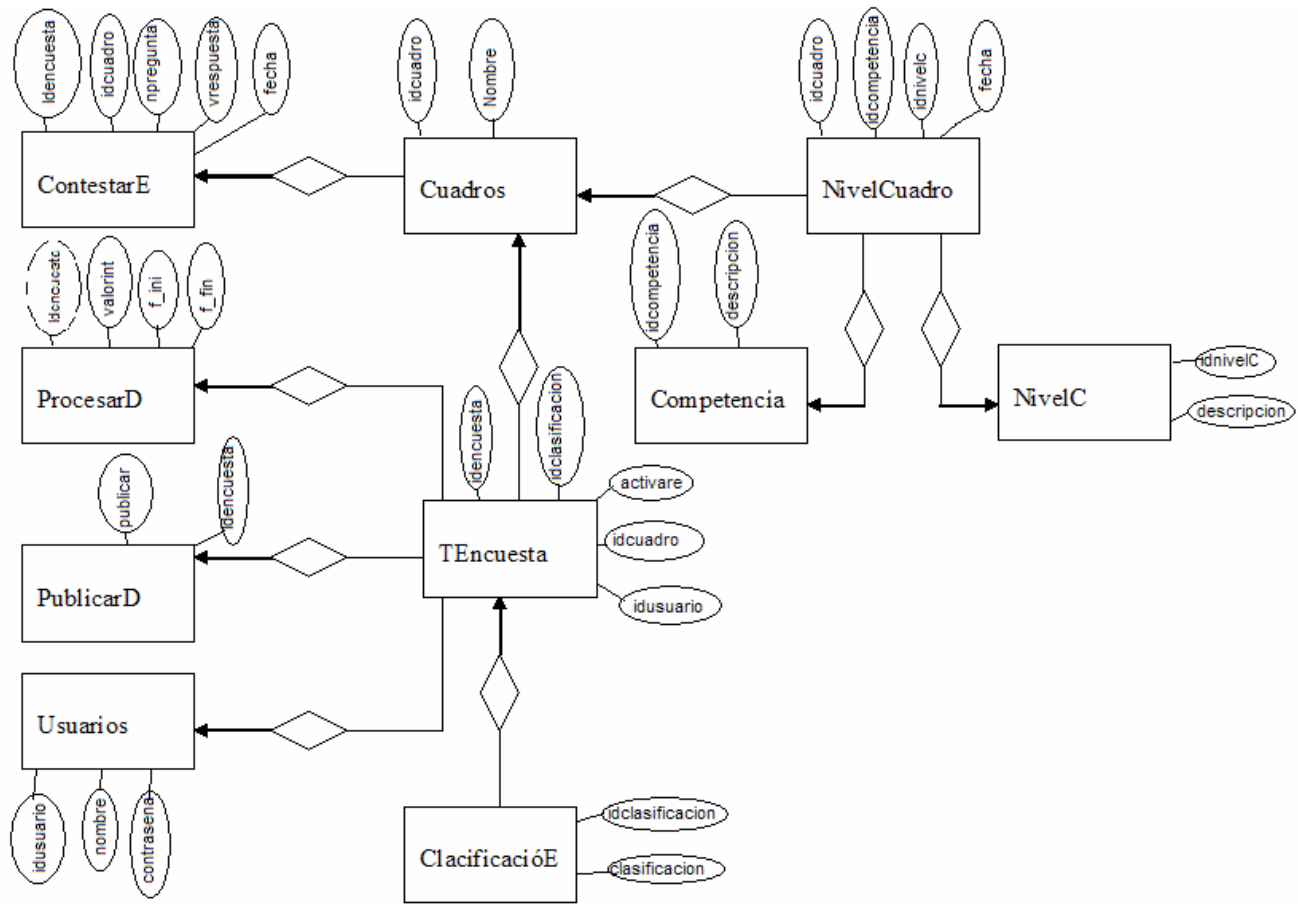 Idencuesta
idcuadro
npregunta
vrespuesta
fecha
ContestarE
idcuadro
Nombre
Cuadros
idcuadro
idcompetencia
idnivelc
fecha
NivelCuadro
valorint
f_ini
f_fin
ProcesarD
idcompetencia
descripcion
Competencia
idnivelC
descripcion
NivelC
publicar
idencuesta
PublicarD
idencuesta
idclasificacion
activare
idcuadro
idusuario
TEncuesta
Usuarios
idusuario
nombre
contrasena
ClacificacióE
idclasificacion
clasificacion